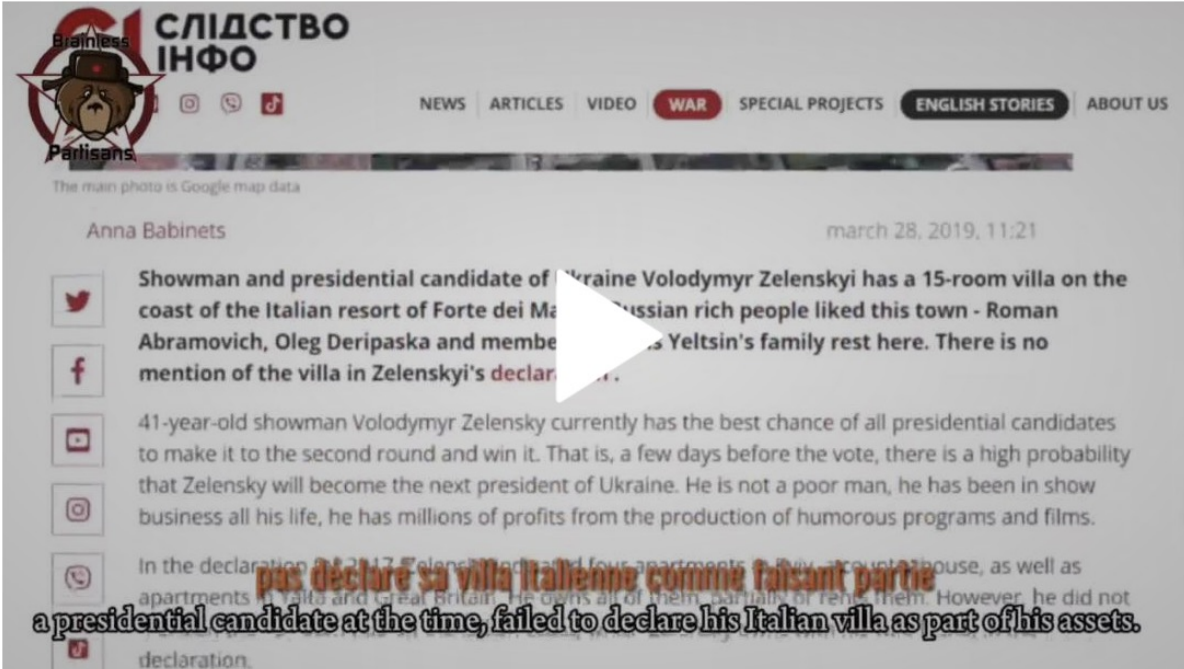 Brainless
Partisans
СЛІДСТВО
ІНФО
NEWS ARTICLES VIDEO WAR SPECIAL PROJECTS ENGLISH STORIES ABOUT US
The main photo is Google map data
Anna Babinets march 28, 2019, 11:21
Showman and presidential candidate of Volodymyr Zelenskyi has a 15-room villa on the
coast of the Italian resort of Forte dei rich people liked this town - Roman
Abramovich, Oleg Deripaska and Yeltsin's family rest here. There is no
mention of the villa in Zelenskyi's
41-year-old showman Volodymyr Zelensky currently has the best chance of all presidential candidates
to make it to the second round and win it. That is, a few days before the vote, there is a high probability
that Zelensky will become the next president of Ukraine. He is not a poor man, he has been in show
business all his life, he has millions of profits from the production of humorous programs and films.
In the house, as well as
pas déclaré sa villa italienne comme faisant partie
apartments Yalta and Great Britain. He owns all of them, However, he did not
a presidential candidate at the time, failed to declare his Italian villa as part of his assets.
declaration.